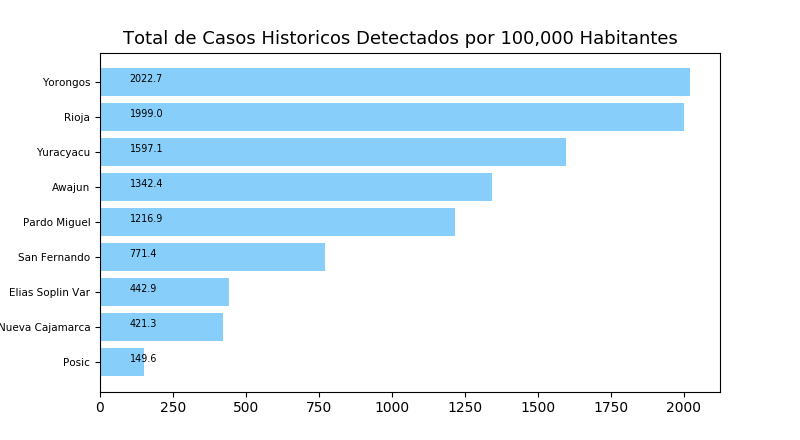 Total de Casos Historicos Detectados por 100,000 Habitantes
Yorongos 2022.7
Rioja 1999.0
Yuracyacu 1597.1
Awajun 1342.4
Pardo Miguel 1216.9
San Fernando 771.4
Elias Soplin Var 442.9
Nueva Cajamarca 421.3
Posic 149.6
0 250 500 750 1000 1250 1500 1750 2000